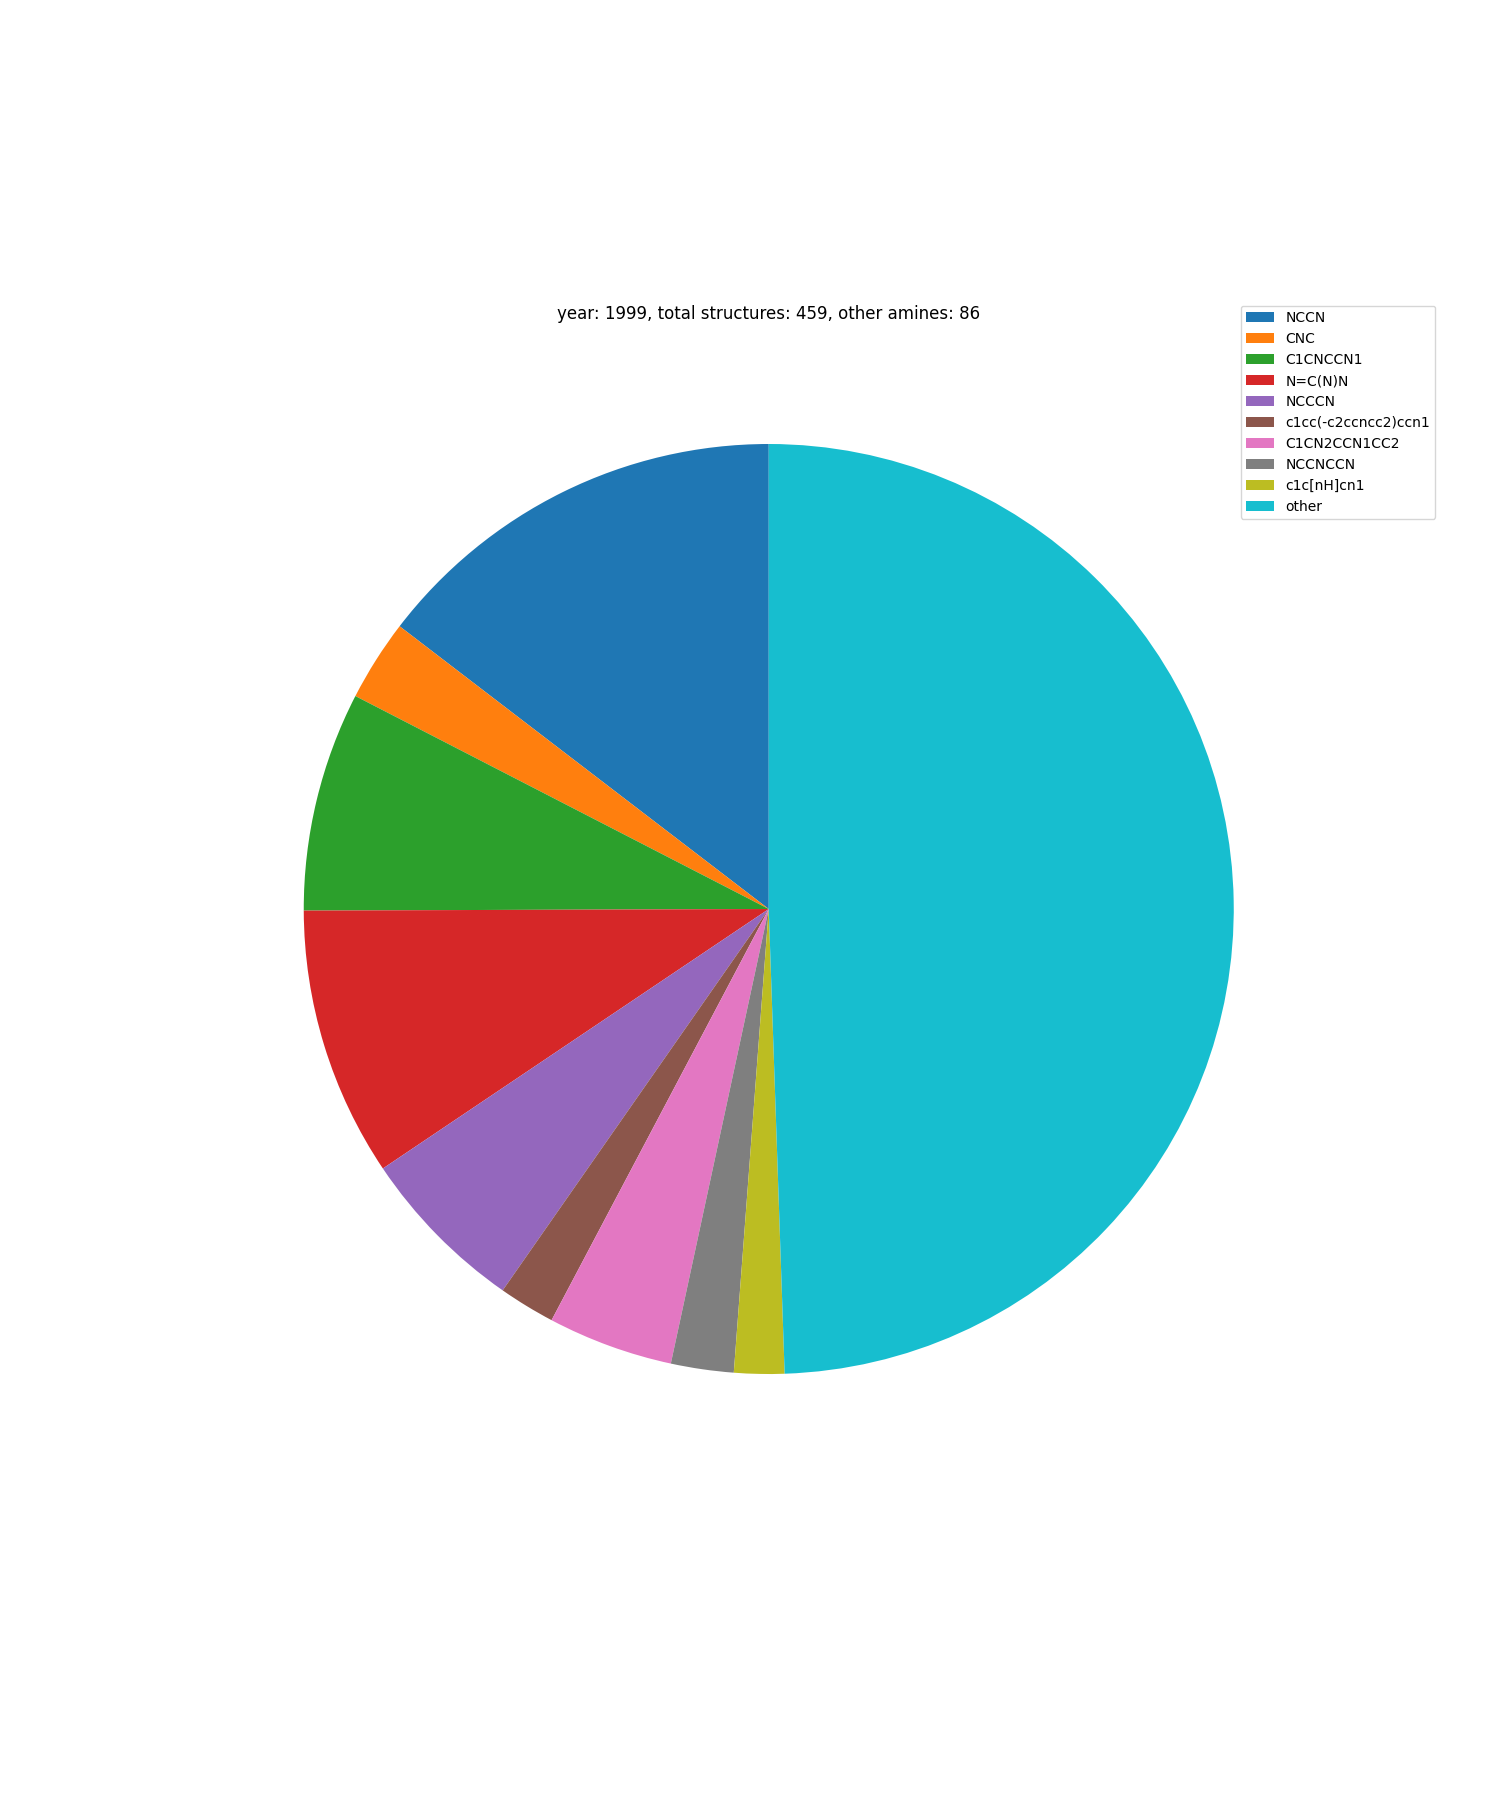 year: 1999, total structures: 459, other amines: 86
NCCN
CNC
C1CNCCN1
N=C(N)N
NCCCN
c1cc(-c2ccncc2)ccn1
C1CN2CCN1CC2
NCCNCCN
c1c[nH]cn1
other